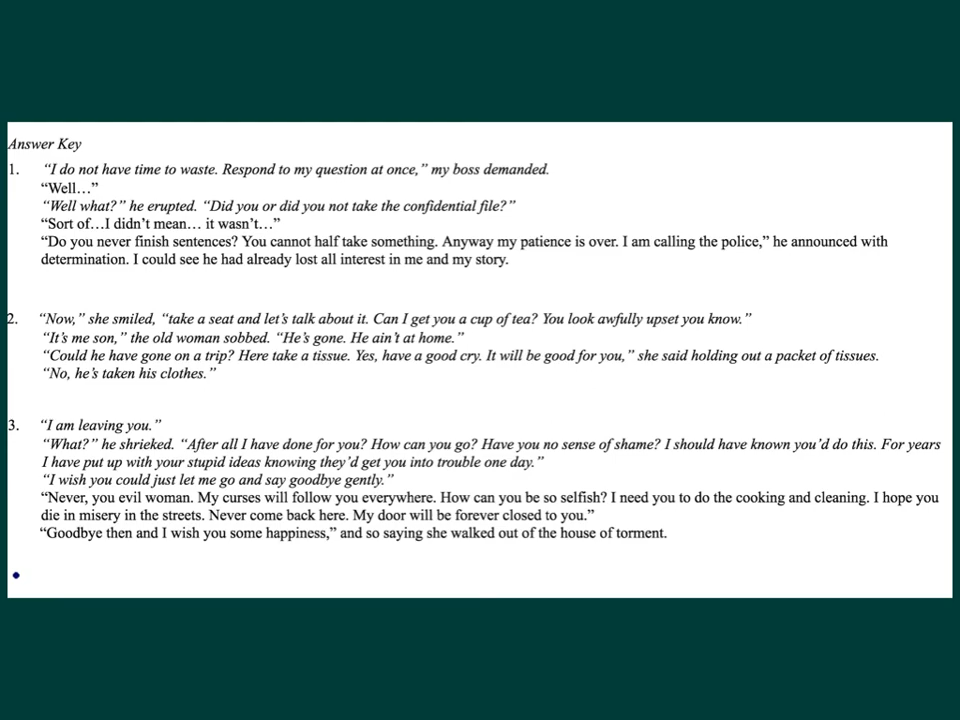 Answer Key
1. “I do not have time to waste. Respond to my question at once,” my boss demanded.
“Well…”
“Well what?” he erupted. “Did you or did you not take the confidential file?”
“Sort of…I didn’t mean… it wasn’t…”
“Do you never finish sentences? You cannot half take something. Anyway my patience is over. I am calling the police,” he announced with
determination. I could see he had already lost all interest in me and my story.
2. “Now,” she smiled, “take a seat and let’s talk about it. Can I get you a cup of tea? You look awfully upset you know.”
“It’s me son,” the old woman sobbed. “He’s gone. He ain’t at home.”
“Could he have gone on a trip? Here take a tissue. Yes, have a good cry. It will be good for you,” she said holding out a packet of tissues.
“No, he’s taken his clothes.”
3. “I am leaving you.”
“What?” he shrieked. “After all I have done for you? How can you go? Have you no sense of shame? I should have known you’d do this. For years
I have put up with your stupid ideas knowing they’d get you into trouble one day.”
“I wish you could just let me go and say goodbye gently.”
“Never, you evil woman. My curses will follow you everywhere. How can you be so selfish? I need you to do the cooking and cleaning. I hope you
die in misery in the streets. Never come back here. My door will be forever closed to you.”
“Goodbye then and I wish you some happiness,” and so saying she walked out of the house of torment.